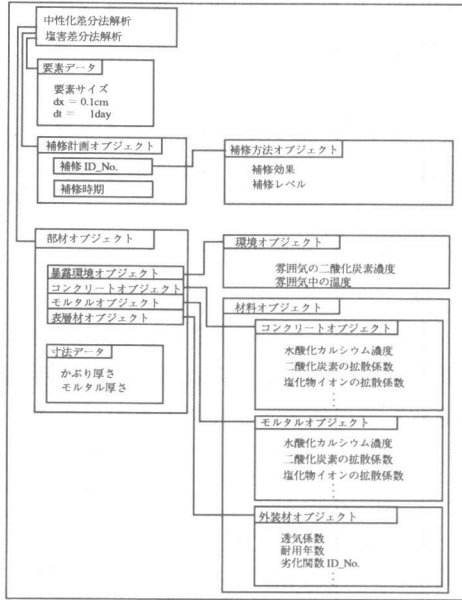 中性化差分法解析
塩害差分法解析
要素データ
要素サイズ
dx = 0.1cm
dt = 1day
補修計測オブジェクト
補修 ID_No.
補修時期
補修方法オブジェクト
補修効果
補修レベル
部材オブジェクト
暴露環境オブジェクト
コンクリートオブジェクト
モルタルオブジェクト
表層材オブジェクト
寸法データ
かぶり厚さ
モルタル厚さ
環境オブジェクト
雰囲気の二酸化炭素濃度
雰囲気中の温度
材料オブジェクト
コンクリートオブジェクト
水酸化カルシウム濃度
二酸化炭素の拡散係数
塩化物イオンの拡散係数
⋮
モルタルオブジェクト
水酸化カルシウム濃度
二酸化炭素の拡散係数
塩化物イオンの拡散係数
⋮
外装材オブジェクト
透気係数
耐用年数
劣化関数 ID_No.
⋮